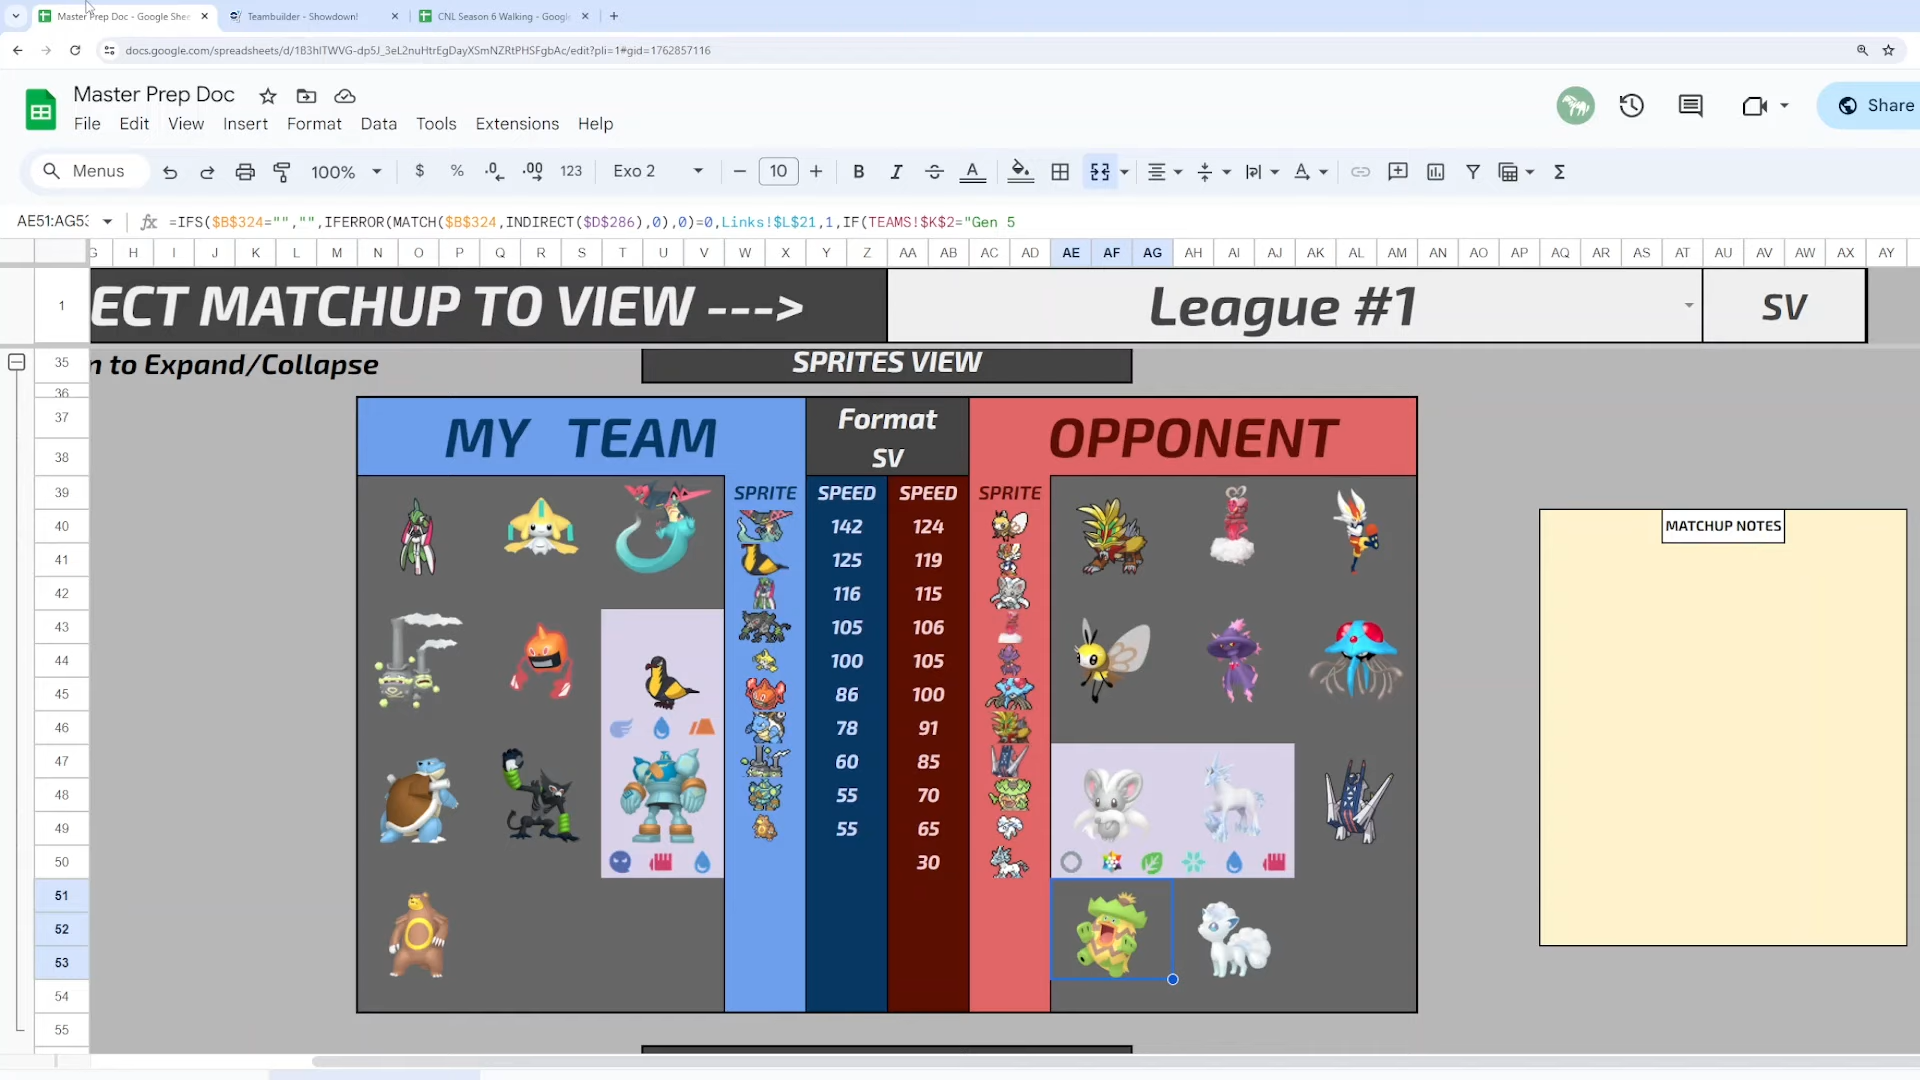 Master Prep Doc - Google Shee
Teambuilder - Showdown!
CNL Season 6 Walking - Google
docs.google.com/spreadsheets/d/1B3hlTWVG-dp5J_3eL2nuHtrEgDayXSmNZRtPHSFgbAc/edit?pli=1#gid=1762857116
Master Prep Doc
File Edit View Insert Format Data Tools Extensions Help
Share
Menus 100% $ % .0 .00 123 Exo 2 10 B I A
AE51:AG53 fx =IFS($B$324="","",IFERROR(MATCH($B$324,INDIRECT($D$286),0),0)=0,Links!$L$21,1,IF(TEAMS!$K$2="Gen 5
G H I J K L M N O P Q R S T U V W X Y Z AA AB AC AD AE AF AG AH AI AJ AK AL AM AN AO AP AQ AR AS AT AU AV AW AX AY
1 ECT MATCHUP TO VIEW ---> League #1 SV
35 n to Expand/Collapse SPRITES VIEW
36
37 MY TEAM Format OPPONENT
38 SV
39 SPRITE SPEED SPEED SPRITE
40 142 124 MATCHUP NOTES
41 125 119
42 116 115
43 105 106
44 100 105
45 86 100
46 78 91
47 60 85
48 55 70
49 55 65
50 30
51
52
53
54
55